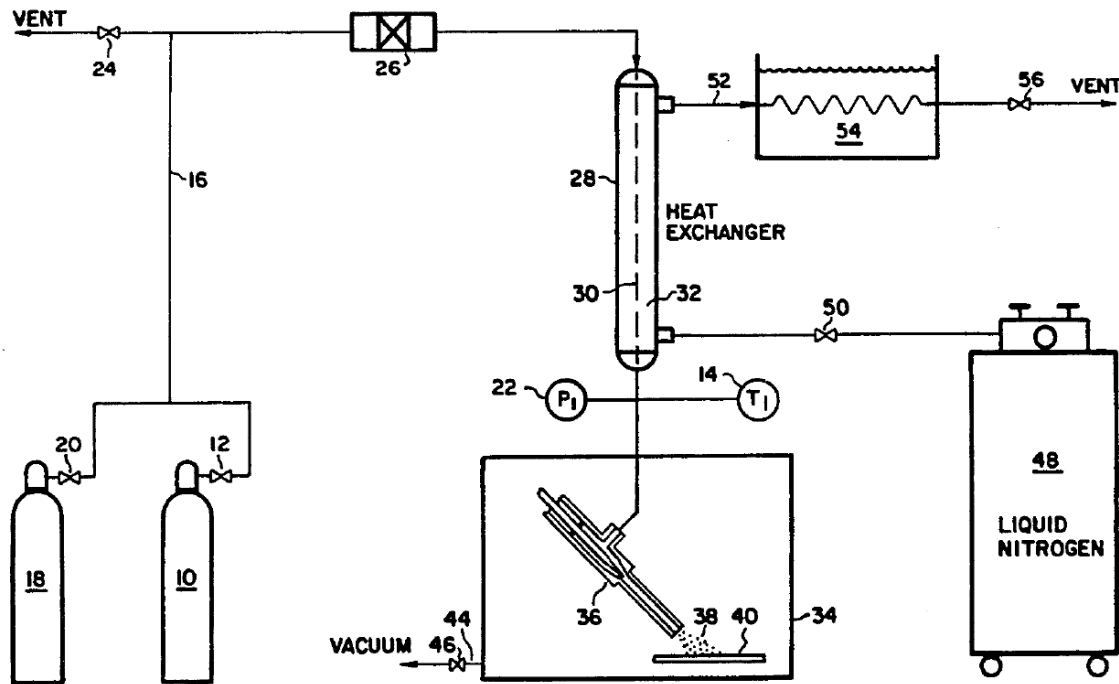 VENT
24
26
52
56
VENT
54
16
28
HEAT
EXCHANGER
30
32
50
22
P1
14
T1
20
12
48
LIQUID
NITROGEN
18
10
36
38
40
34
VACUUM
44
46